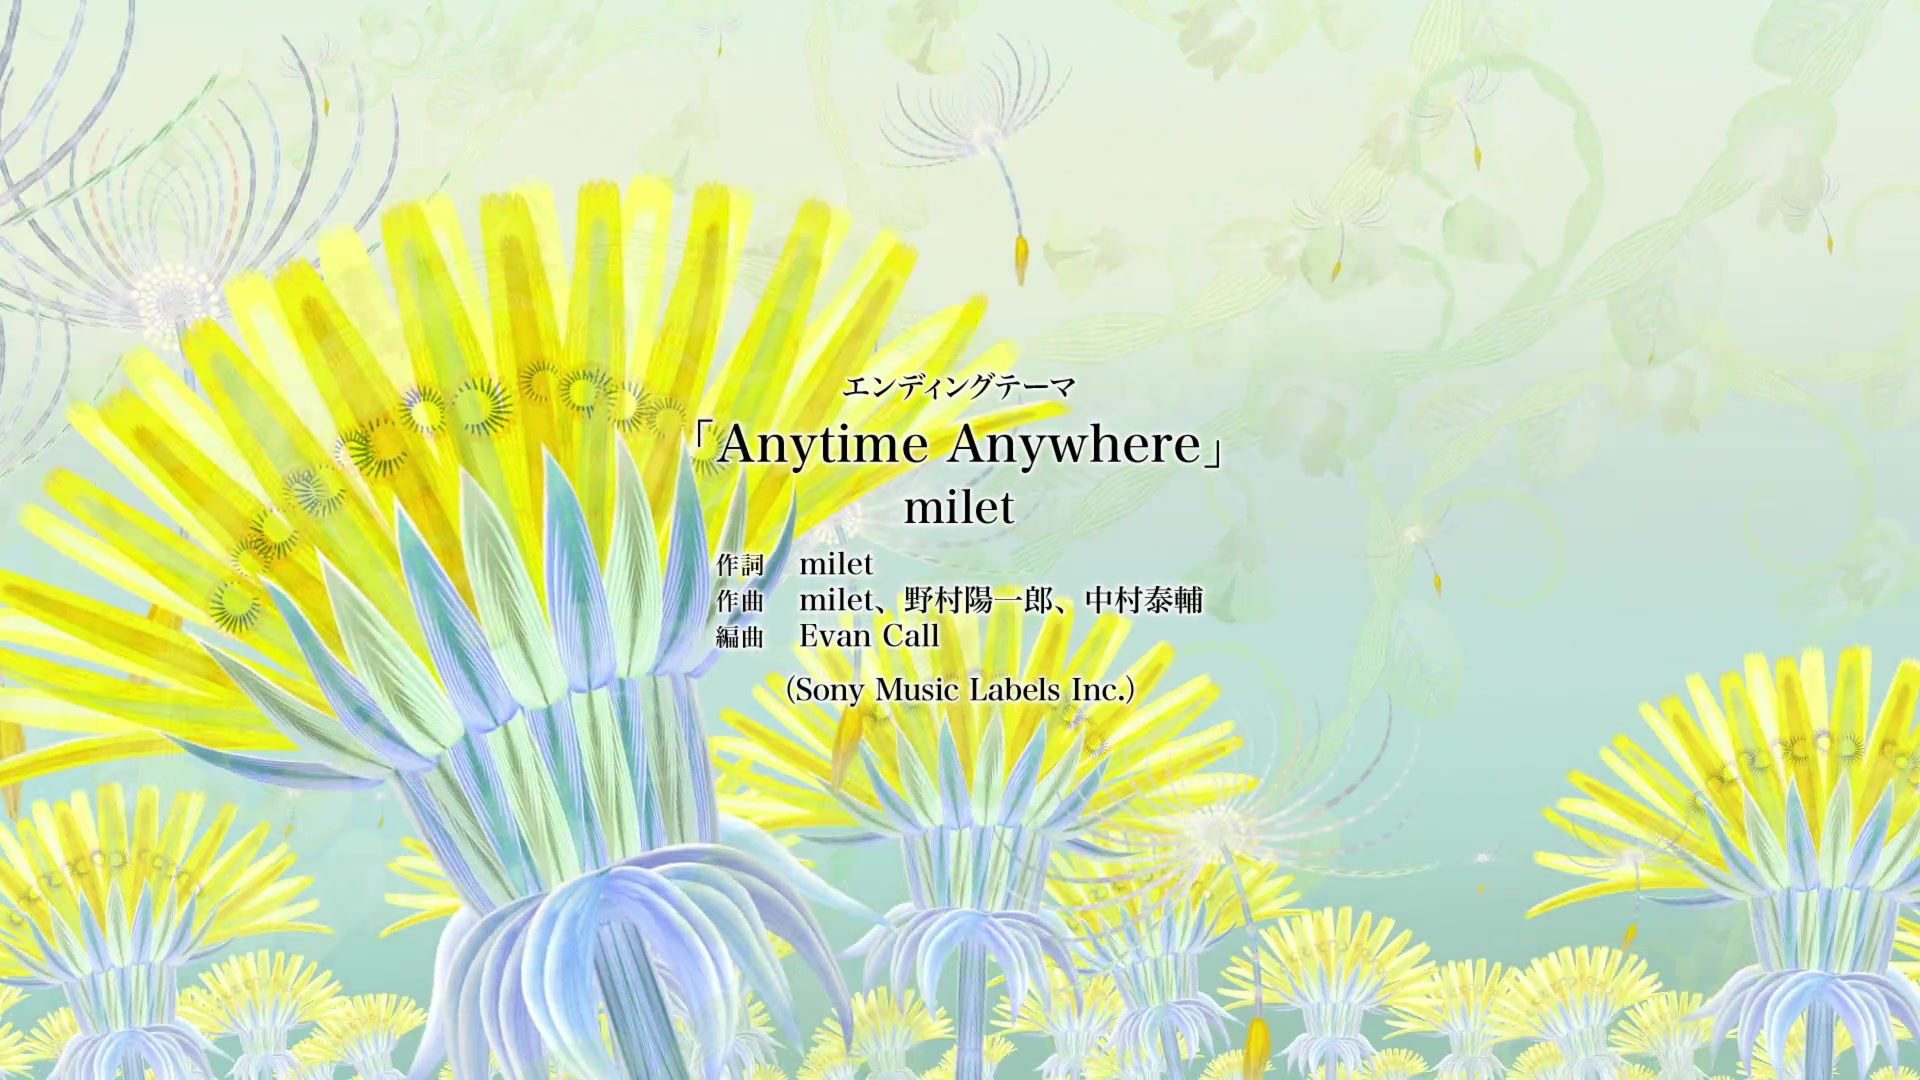 エンディングテーマ
「Anytime Anywhere」
milet
作詞 milet
作曲 milet、野村陽一郎、中村泰輔
編曲 Evan Call
(Sony Music Labels Inc.)